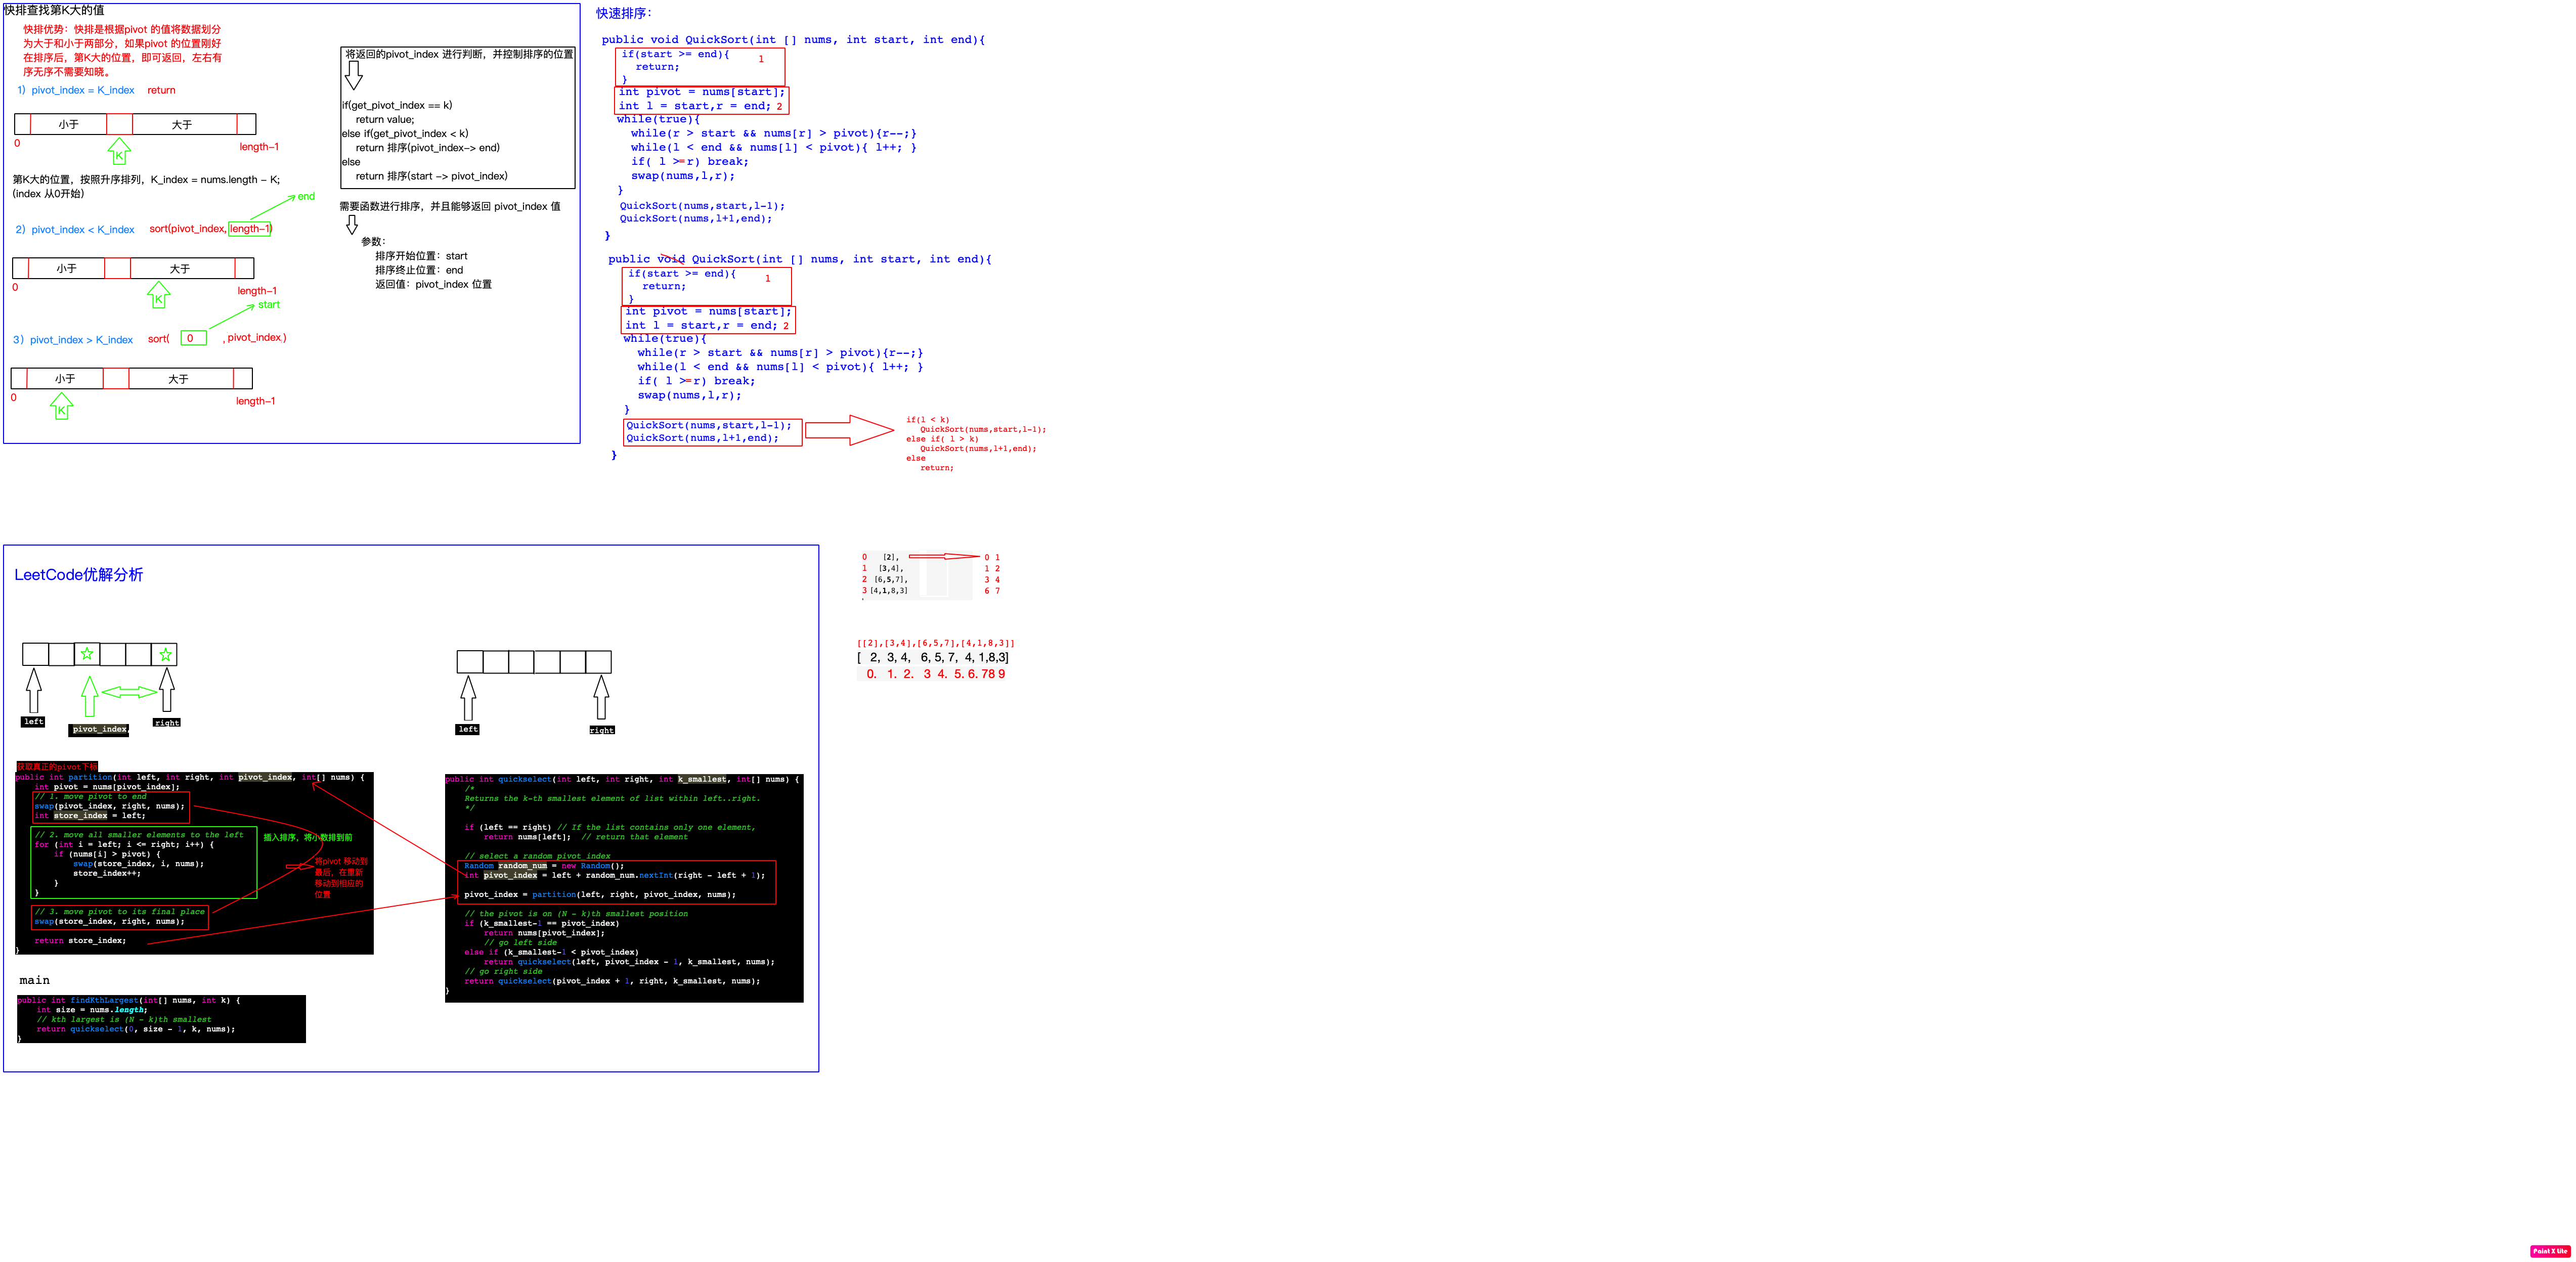 快排查找第K大的值
快排优势：快排是根据pivot 的值将数据划分
为大于和小于两部分，如果pivot 的位置刚好
在排序后，第K大的位置，即可返回，左右有
序无序不需要知晓。
1）pivot_index = K_index return
小于 大于
0 length-1
K
第K大的位置，按照升序排列，K_index = nums.length - K;
(index 从0开始)
end
2）pivot_index < K_index sort(pivot_index, length-1)
小于 大于
0 length-1
K
start
3）pivot_index > K_index sort( 0 , pivot_index )
小于 大于
0 length-1
K
将返回的pivot_index 进行判断，并控制排序的位置
if(get_pivot_index == k)
return value;
else if(get_pivot_index < k)
return 排序(pivot_index-> end)
else
return 排序(start -> pivot_index)
需要函数进行排序，并且能够返回 pivot_index 值
参数：
排序开始位置：start
排序终止位置：end
返回值：pivot_index 位置
快速排序：
public void QuickSort(int [] nums, int start, int end){
if(start >= end){ 1
return;
}
int pivot = nums[start];
int l = start,r = end; 2
while(true){
while(r > start && nums[r] > pivot){r--;}
while(l < end && nums[l] < pivot){ l++; }
if( l >=r) break;
swap(nums,l,r);
}
QuickSort(nums,start,l-1);
QuickSort(nums,l+1,end);
}
public void QuickSort(int [] nums, int start, int end){
if(start >= end){ 1
return;
}
int pivot = nums[start];
int l = start,r = end; 2
while(true){
while(r > start && nums[r] > pivot){r--;}
while(l < end && nums[l] < pivot){ l++; }
if( l >=r) break;
swap(nums,l,r);
}
QuickSort(nums,start,l-1);
QuickSort(nums,l+1,end);
}
if(l < k)
QuickSort(nums,start,l-1);
else if( l > k)
QuickSort(nums,l+1,end);
else
return;
LeetCode优解分析
left
pivot_index,
right
left
right
获取真正的pivot下标
public int partition(int left, int right, int pivot_index, int[] nums) {
int pivot = nums[pivot_index];
// 1. move pivot to end
swap(pivot_index, right, nums);
int store_index = left;
// 2. move all smaller elements to the left
for (int i = left; i <= right; i++) {
if (nums[i] > pivot) {
swap(store_index, i, nums);
store_index++;
}
}
// 3. move pivot to its final place
swap(store_index, right, nums);
return store_index;
}
插入排序，将小数排到前
将pivot 移动到
最后，在重新
移动到相应的
位置
main
public int findKthLargest(int[] nums, int k) {
int size = nums.length;
// kth largest is (N - k)th smallest
return quickselect(0, size - 1, k, nums);
}
public int quickselect(int left, int right, int k_smallest, int[] nums) {
/*
Returns the k-th smallest element of list within left..right.
*/
if (left == right) // If the list contains only one element,
return nums[left]; // return that element
// select a random pivot index
Random random_num = new Random();
int pivot_index = left + random_num.nextInt(right - left + 1);
pivot_index = partition(left, right, pivot_index, nums);
// the pivot is on (N - k)th smallest position
if (k_smallest-1 == pivot_index)
return nums[pivot_index];
// go left side
else if (k_smallest-1 < pivot_index)
return quickselect(left, pivot_index - 1, k_smallest, nums);
// go right side
return quickselect(pivot_index + 1, right, k_smallest, nums);
}
0 [2], 0 1
1 [3,4], 1 2
2 [6,5,7], 3 4
3 [4,1,8,3] 6 7
[[2],[3,4],[6,5,7],[4,1,8,3]]
[ 2, 3, 4, 6, 5, 7, 4, 1,8,3]
0. 1. 2. 3 4. 5. 6. 78 9
Paint X Lite